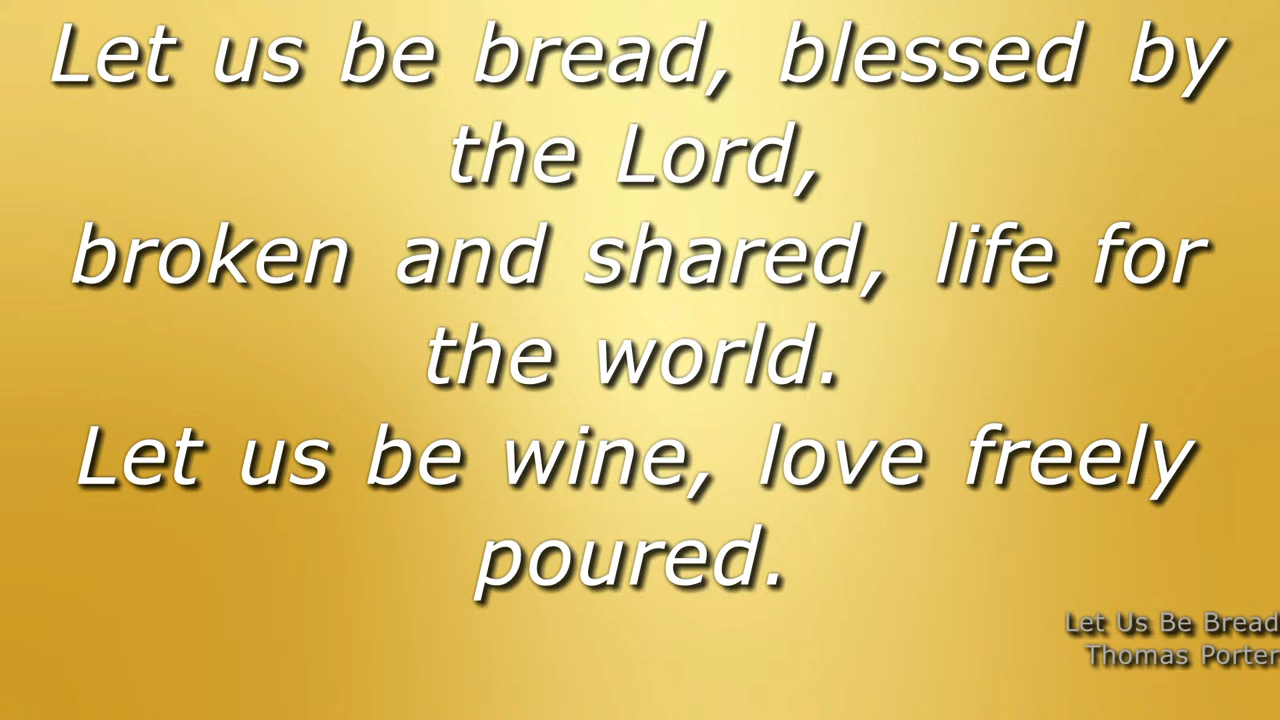 Let us be bread, blessed by
the Lord,
broken and shared, life for
the world.
Let us be wine, love freely
poured.
Let Us Be Bread
Thomas Porter